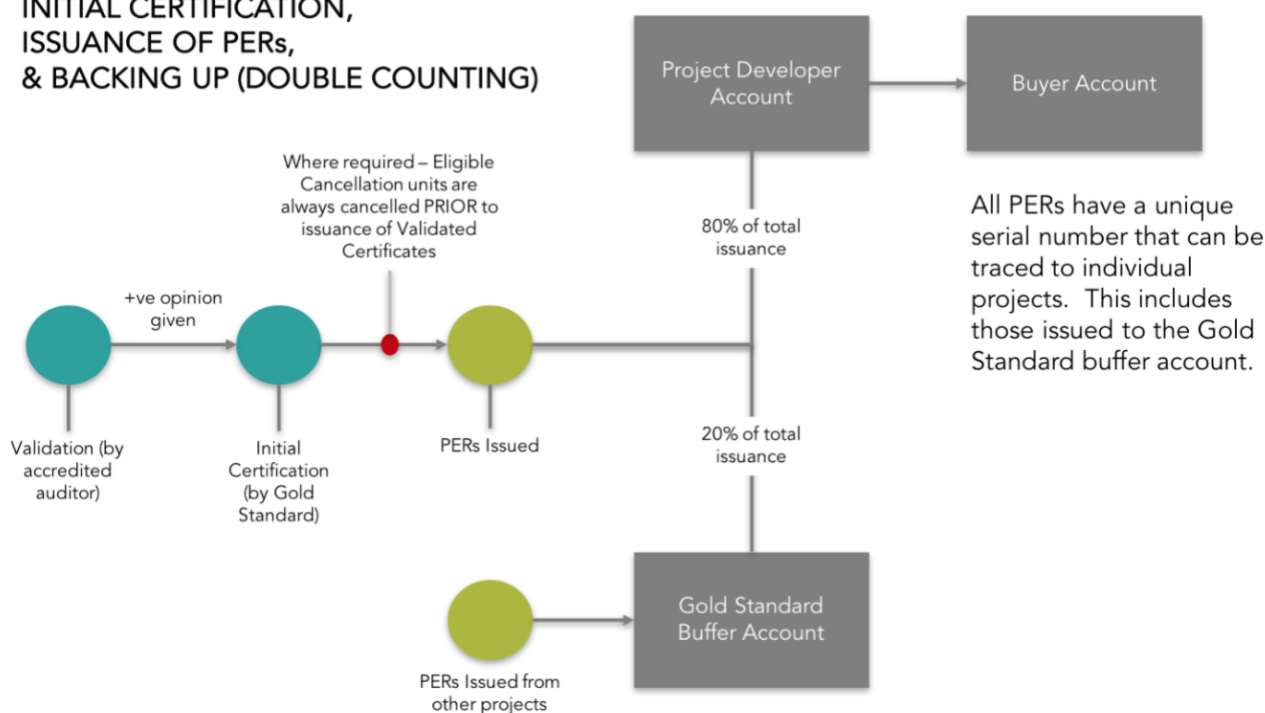 INITIAL CERTIFICATION,
ISSUANCE OF PERs,
& BACKING UP (DOUBLE COUNTING)
Project Developer
Account
Buyer Account
Where required – Eligible
Cancellation units are
always cancelled PRIOR to
issuance of Validated
Certificates
80% of total
issuance
All PERs have a unique
serial number that can be
traced to individual
projects. This includes
those issued to the Gold
Standard buffer account.
+ve opinion
given
Validation (by
accredited
auditor)
Initial
Certification
(by Gold
Standard)
PERs Issued
20% of total
issuance
Gold Standard
Buffer Account
PERs Issued from
other projects